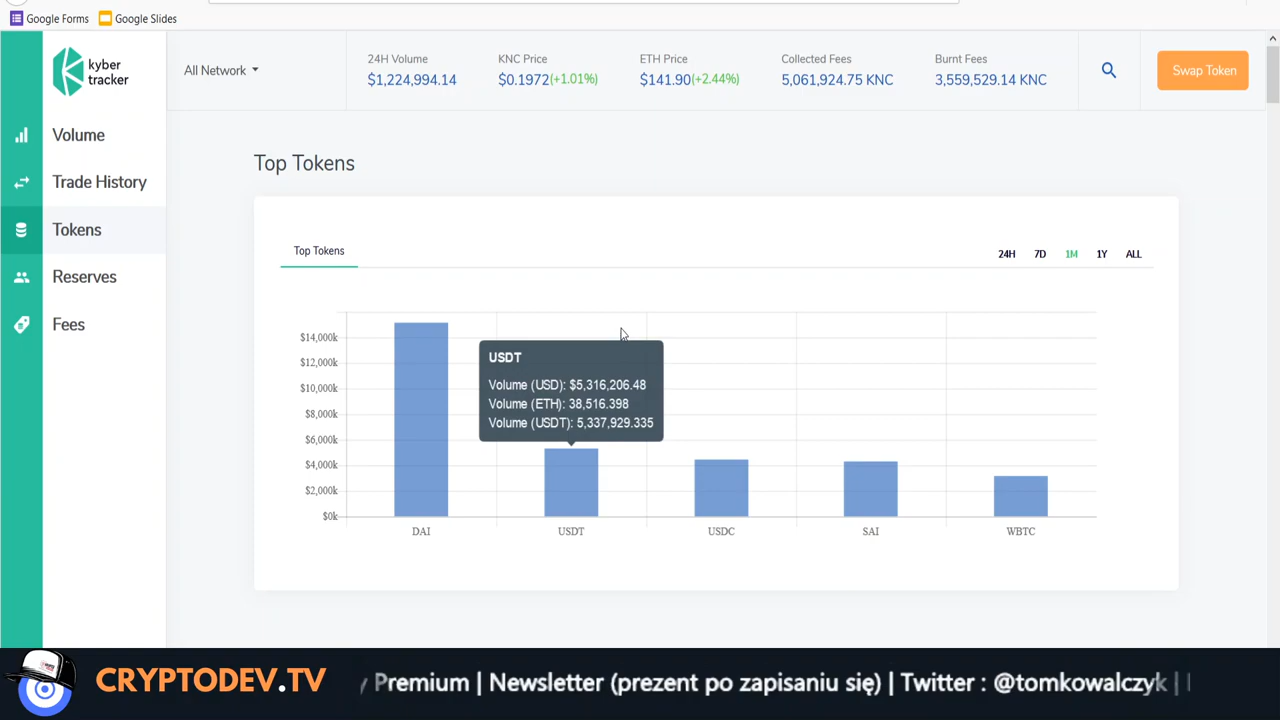 Google Forms
Google Slides
kyber
tracker
All Network
24H Volume
$1,224,994.14
KNC Price
$0.1972(+1.01%)
ETH Price
$141.90(+2.44%)
Collected Fees
5,061,924.75 KNC
Burnt Fees
3,559,529.14 KNC
Swap Token
Volume
Trade History
Tokens
Reserves
Fees
Top Tokens
Top Tokens
24H 7D 1M 1Y ALL
$14,000k
$12,000k
$10,000k
$8,000k
$6,000k
$4,000k
$2,000k
$0k
USDT
Volume (USD): $5,316,206.48
Volume (ETH): 38,516.398
Volume (USDT): 5,337,929.335
DAI USDT USDC SAI WBTC
CRYPTODEV.TV
Premium | Newsletter (prezent po zapisaniu się) | Twitter : @tomkowalczyk |